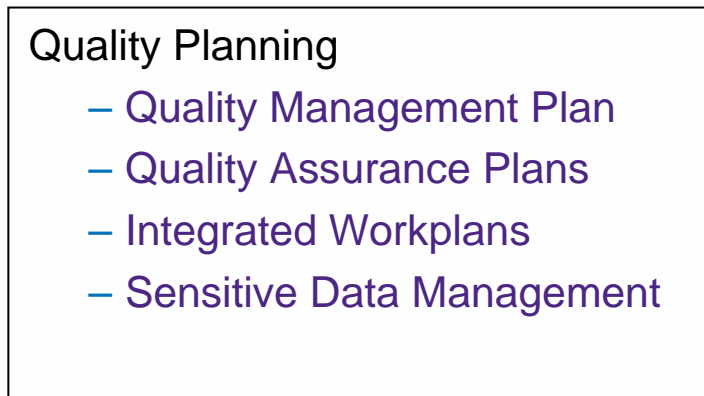 Quality Planning
– Quality Management Plan
– Quality Assurance Plans
– Integrated Workplans
– Sensitive Data Management